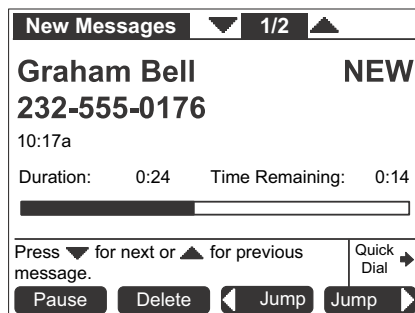 New Messages ▼ 1/2 ▲
Graham Bell NEW
232-555-0176
10:17a
Duration: 0:24 Time Remaining: 0:14
Press ▼ for next or ▲ for previous
message.
Quick
Dial
Pause Delete Jump Jump